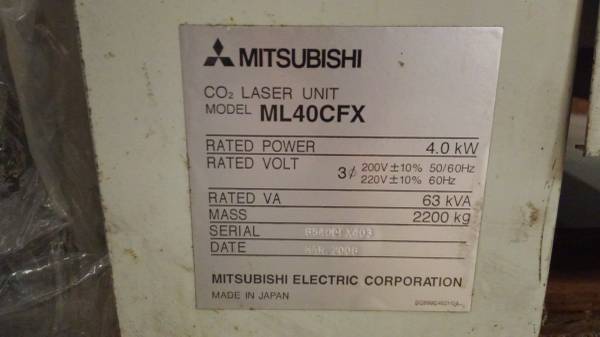 MITSUBISHI
CO₂ LASER UNIT
MODEL ML40CFX
RATED POWER 4.0 kW
RATED VOLT 3∮ 200V±10% 50/60Hz
220V±10% 60Hz
RATED VA 63 kVA
MASS 2200 kg
SERIAL
DATE 2006
MITSUBISHI ELECTRIC CORPORATION
MADE IN JAPAN